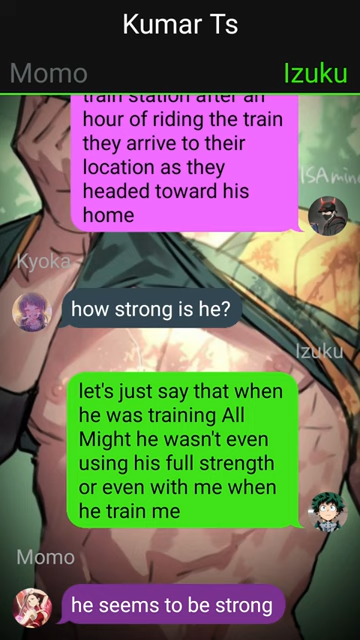 Kumar Ts
Momo
Izuku
train station after an
hour of riding the train
they arrive to their
location as they
headed toward his
home
Kyoka
how strong is he?
Izuku
let's just say that when
he was training All
Might he wasn't even
using his full strength
or even with me when
he train me
Momo
he seems to be strong